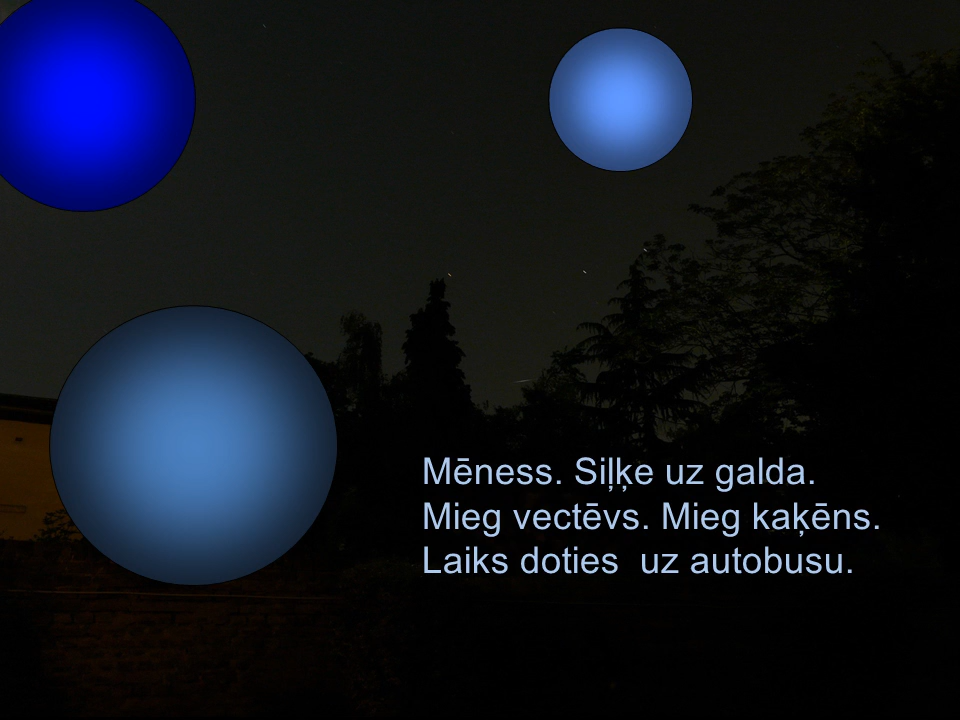 Mēness. Siļķe uz galda.
Mieg vectēvs. Mieg kaķēns.
Laiks doties  uz autobusu.